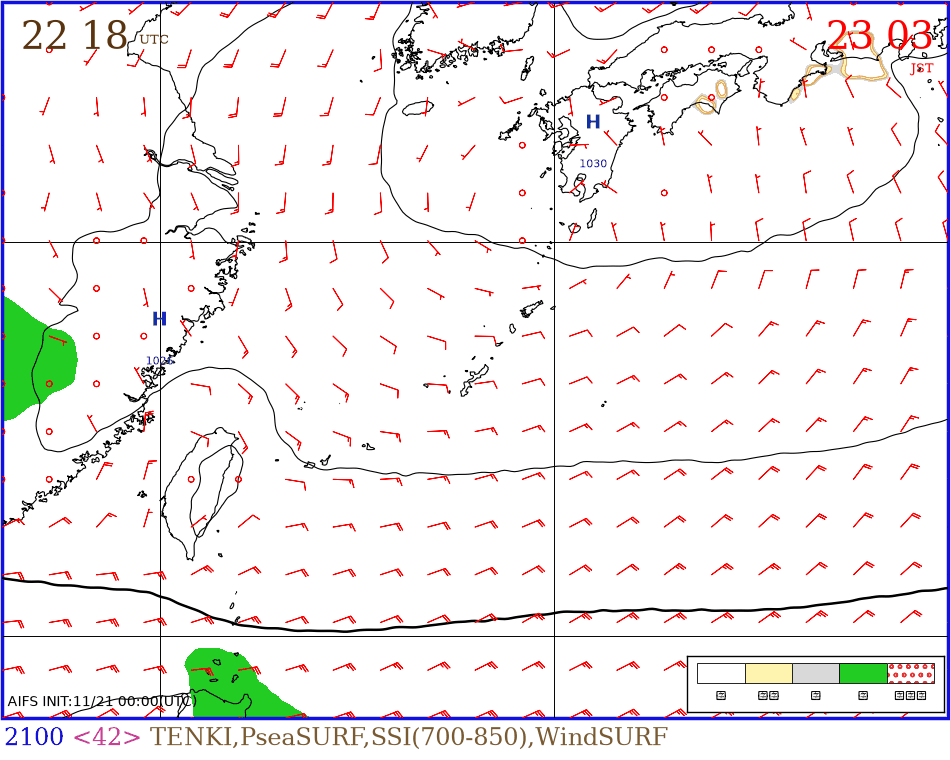 22 18 UTC
23 03 JST
H
1030
H
AIFS INIT:11/21 00:00(UTC)
2100 <42> TENKI,PseaSURF,SSI(700-850),WindSURF